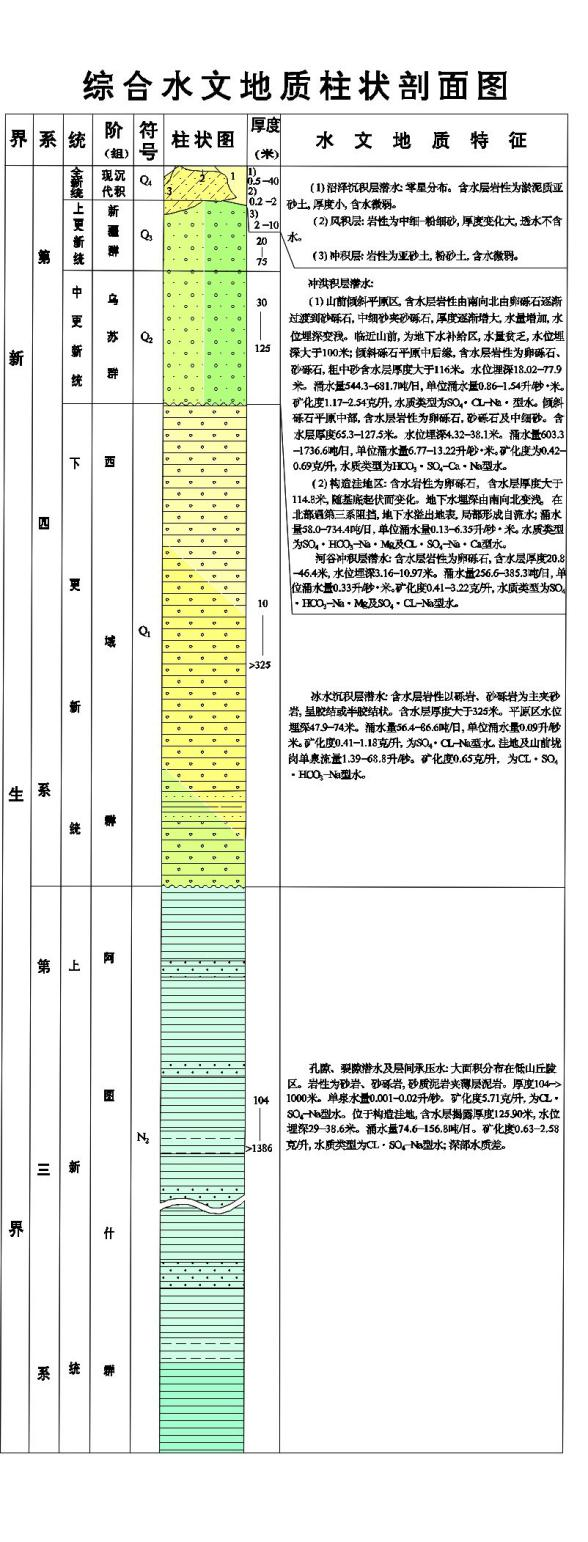 综合水文地质柱状剖面图
界 系 统 阶(组) 符号 柱状图 厚度(米) 水文地质特征
新生界
第四系
全新统 现沉代积 Q₄
2 1
3
1)
0.5-40
2)
0.2-2
3)
2-10
(1)沼泽沉积层潜水: 零星分布。含水层岩性为淤泥质亚
砂土, 厚度小, 含水微弱。
(2)风积层: 岩性为中细-粉细砂, 厚度变化大, 透水不含
水。
(3)冲积层: 岩性为亚砂土, 粉砂土, 含水微弱。
上更新统 新疆群 Q₃
20
75
中更新统 乌苏群 Q₂
30
125
冲洪积层潜水:
(1)山前倾斜平原区, 含水层岩性由南向北自卵砾石逐渐
过渡到砂砾石, 中细砂夹砂砾石, 厚度逐渐增大, 水量增加, 水
位埋深变浅。临近山前, 为地下水补给区, 水量贫乏, 水位埋
深大于100米; 倾斜砾石平原中后缘, 含水层岩性为卵砾石、
砂砾石, 粗中砂含水层厚度大于116米。水位埋深18.02-77.9
米。涌水量544.3-681.7吨/日, 单位涌水量0.86-1.54升/秒·米。
矿化度1.17-2.54克/升, 水质类型为SO₄·CL-Na·型水。倾斜
砾石平原中部, 含水层岩性为卵砾石, 砂砾石及中细砂。含
水层厚度65.3-127.5米。水位埋深4.32-38.1米。涌水量603.3
-1736.6吨/日, 单位涌水量6.77-13.22升/秒·米。矿化度为0.42-
0.69克/升, 水质类型为HCO₃·SO₄-Ca·Na型水。
(2)构造洼地区: 含水岩性为卵砾石, 含水层厚度大于
114.8米, 随基底起伏而变化。地下水埋深由南向北变浅, 在
北部遇第三系阻挡, 地下水溢出地表, 局部形成自流水; 涌水
量58.0-734.4吨/日, 单位涌水量0.13-6.35升/秒·米。水质类型
为SO₄·HCO₃-Na·Mg及CL·SO₄-Na·Ca型水。
河谷冲积层潜水: 含水层岩性为卵砾石, 含水层厚度20.8
-46.4米, 水位埋深3.16-10.97米。涌水量256.6-385.3吨/日, 单
位涌水量0.33升/秒·米。矿化度0.41-3.22克/升, 水质类型为SO₄
·HCO₃-Na·Mg及SO₄·CL-Na型水。
下更新统 西域群 Q₁
10
>325
冰水沉积层潜水: 含水层岩性以砾岩、砂砾岩为主夹砂
岩, 呈胶结或半胶结状。含水层厚度大于325米。平原区水位
埋深47.9-74米。涌水量56.4-86.6吨/日, 单位涌水量0.09升/秒
米。矿化度0.41-1.18克/升, 为SO₄·CL-Na型水。洼地及山前垅
岗单泉流量1.39-68.8升/秒。矿化度0.65克/升, 为CL·SO₄
·HCO₃-Na型水。
第三系
上新统 阿图什群 N₂
104
>1386
孔隙、裂隙潜水及层间承压水: 大面积分布在低山丘陵
区。岩性为砂岩、砂砾岩, 砂质泥岩夹薄层泥岩。厚度104->
1000米。单泉水量0.001-0.02升/秒。矿化度5.71克/升, 为CL·
SO₄-Na型水。位于构造洼地, 含水层揭露厚度125.90米, 水位
埋深29-38.6米。涌水量74.6-156.8吨/日。矿化度0.63-2.58
克/升, 水质类型为CL·SO₄-Na型水; 深部水质差。